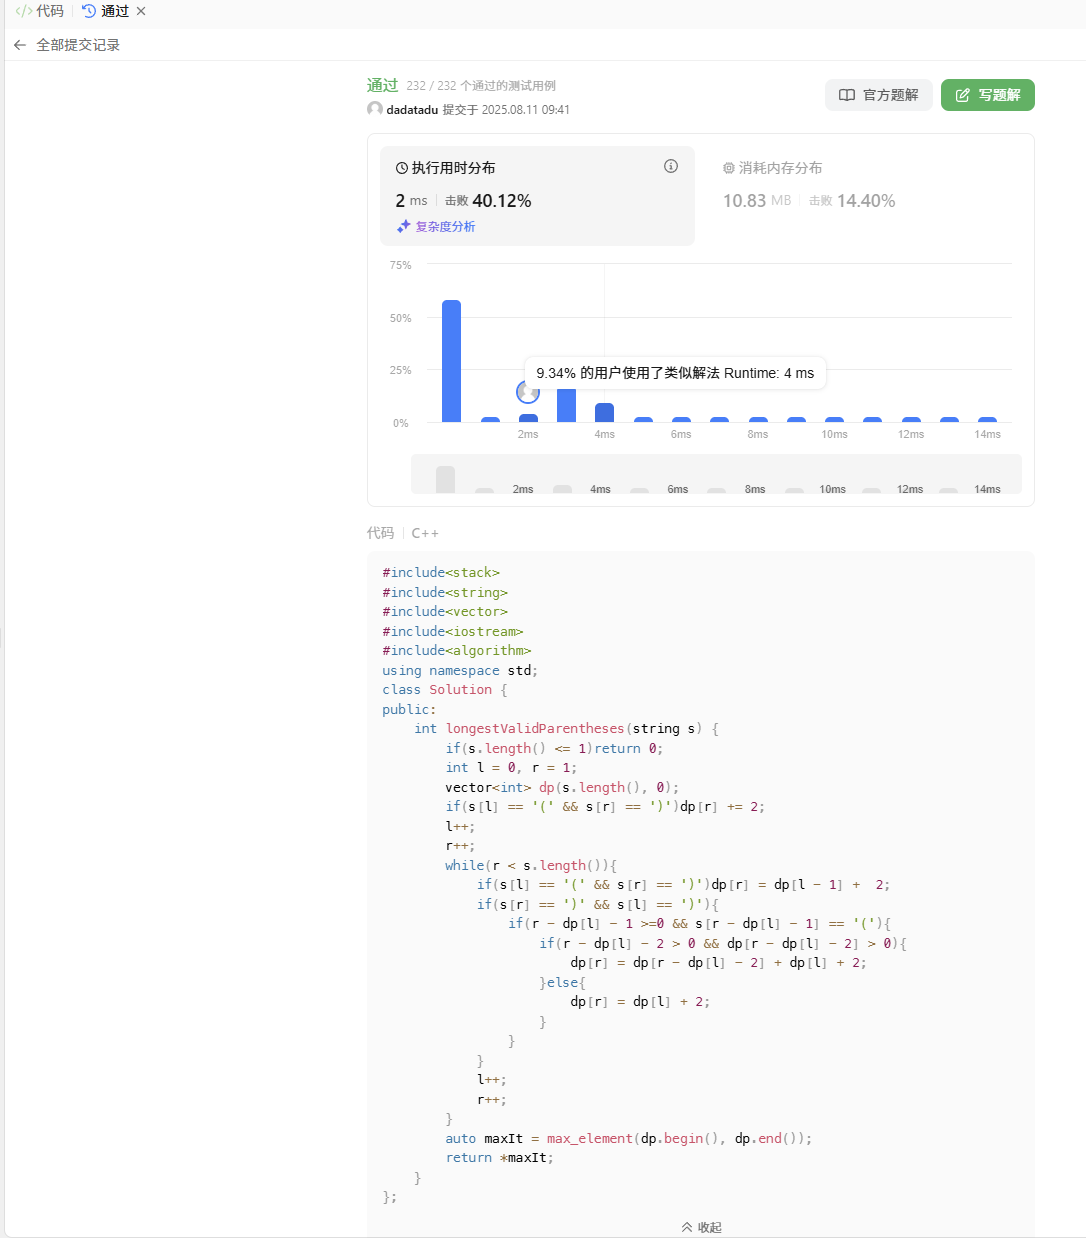 </> 代码 通过 ×
← 全部提交记录
通过 232 / 232 个通过的测试用例
dadatadu 提交于 2025.08.11 09:41
官方题解 写题解
执行用时分布
2 ms 击败 40.12%
复杂度分析
消耗内存分布
10.83 MB 击败 14.40%
75%
50%
25%
0%
9.34% 的用户使用了类似解法 Runtime: 4 ms
2ms 4ms 6ms 8ms 10ms 12ms 14ms
2ms 4ms 6ms 8ms 10ms 12ms 14ms
代码 C++
#include<stack>
#include<string>
#include<vector>
#include<iostream>
#include<algorithm>
using namespace std;
class Solution {
public:
    int longestValidParentheses(string s) {
        if(s.length() <= 1)return 0;
        int l = 0, r = 1;
        vector<int> dp(s.length(), 0);
        if(s[l] == '(' && s[r] == ')')dp[r] += 2;
        l++;
        r++;
        while(r < s.length()){
            if(s[l] == '(' && s[r] == ')')dp[r] = dp[l - 1] +  2;
            if(s[r] == ')' && s[l] == ')'){
                if(r - dp[l] - 1 >=0 && s[r - dp[l] - 1] == '('){
                    if(r - dp[l] - 2 > 0 && dp[r - dp[l] - 2] > 0){
                        dp[r] = dp[r - dp[l] - 2] + dp[l] + 2;
                    }else{
                        dp[r] = dp[l] + 2;
                    }
                }
            }
            l++;
            r++;
        }
        auto maxIt = max_element(dp.begin(), dp.end());
        return *maxIt;
    }
};
收起